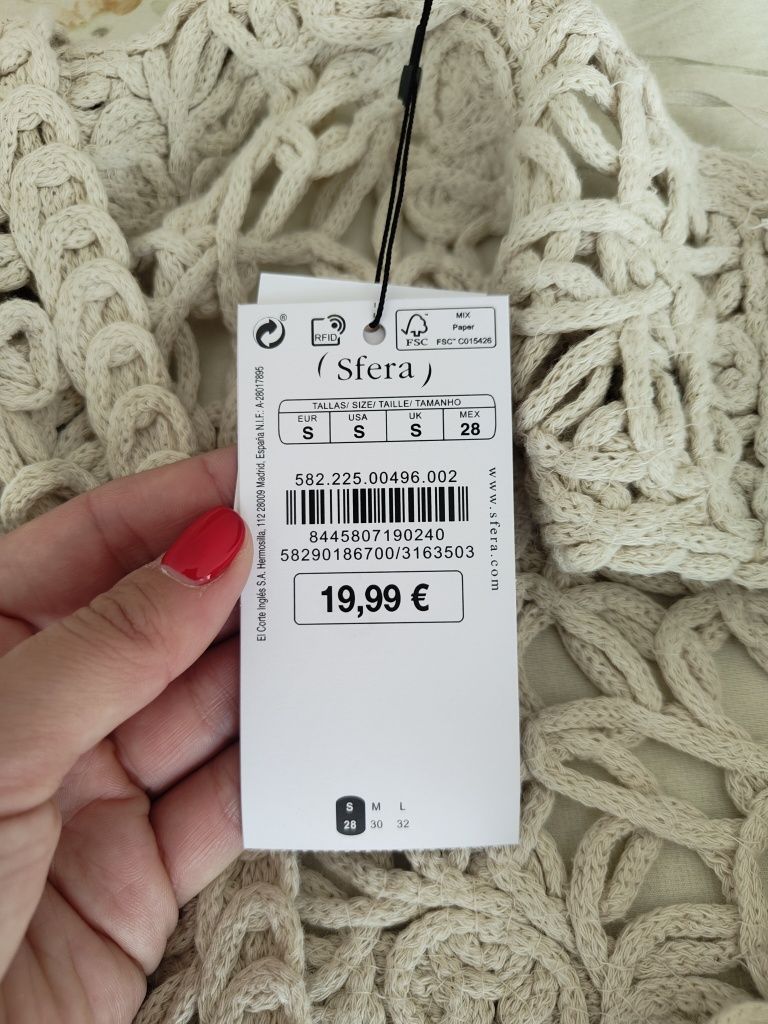 ®
RFID
FSC
MIX
Paper
FSC™ C015426
(Sfera)
TALLAS/ SIZE/ TAILLE/ TAMANHO
EUR USA UK MEX
S S S 28
582.225.00496.002
8445807190240
58290186700/3163503
19,99 €
El Corte Inglés S.A. Hermosilla, 112 28009 Madrid. España N.I.F.: A-28017895
www.sfera.com
S M L
28 30 32